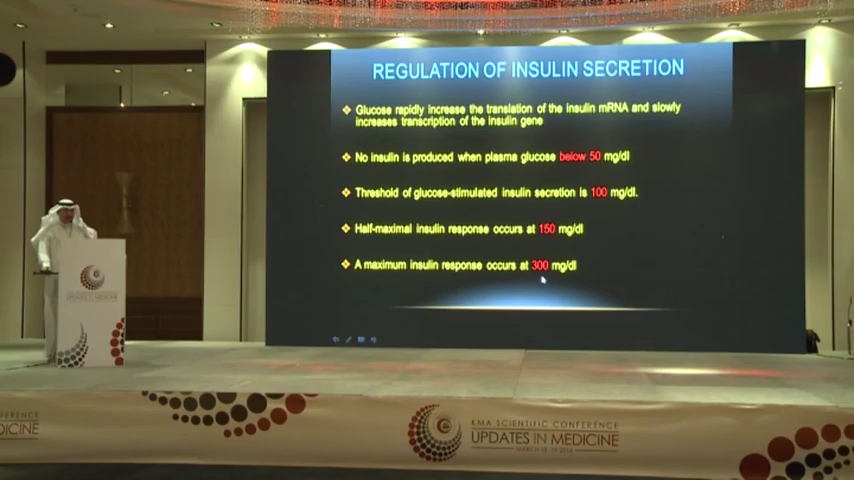 REGULATION OF INSULIN SECRETION
Glucose rapidly increase the translation of the insulin mRNA and slowly
increases transcription of the insulin gene
No insulin is produced when plasma glucose below 50 mg/dl
Threshold of glucose-stimulated insulin secretion is 100 mg/dl.
Half-maximal insulin response occurs at 150 mg/dl
A maximum insulin response occurs at 300 mg/dl
UPDATES IN MEDICINE
FERENCE
DICINE
KMA SCIENTIFIC CONFERENCE
UPDATES IN MEDICINE